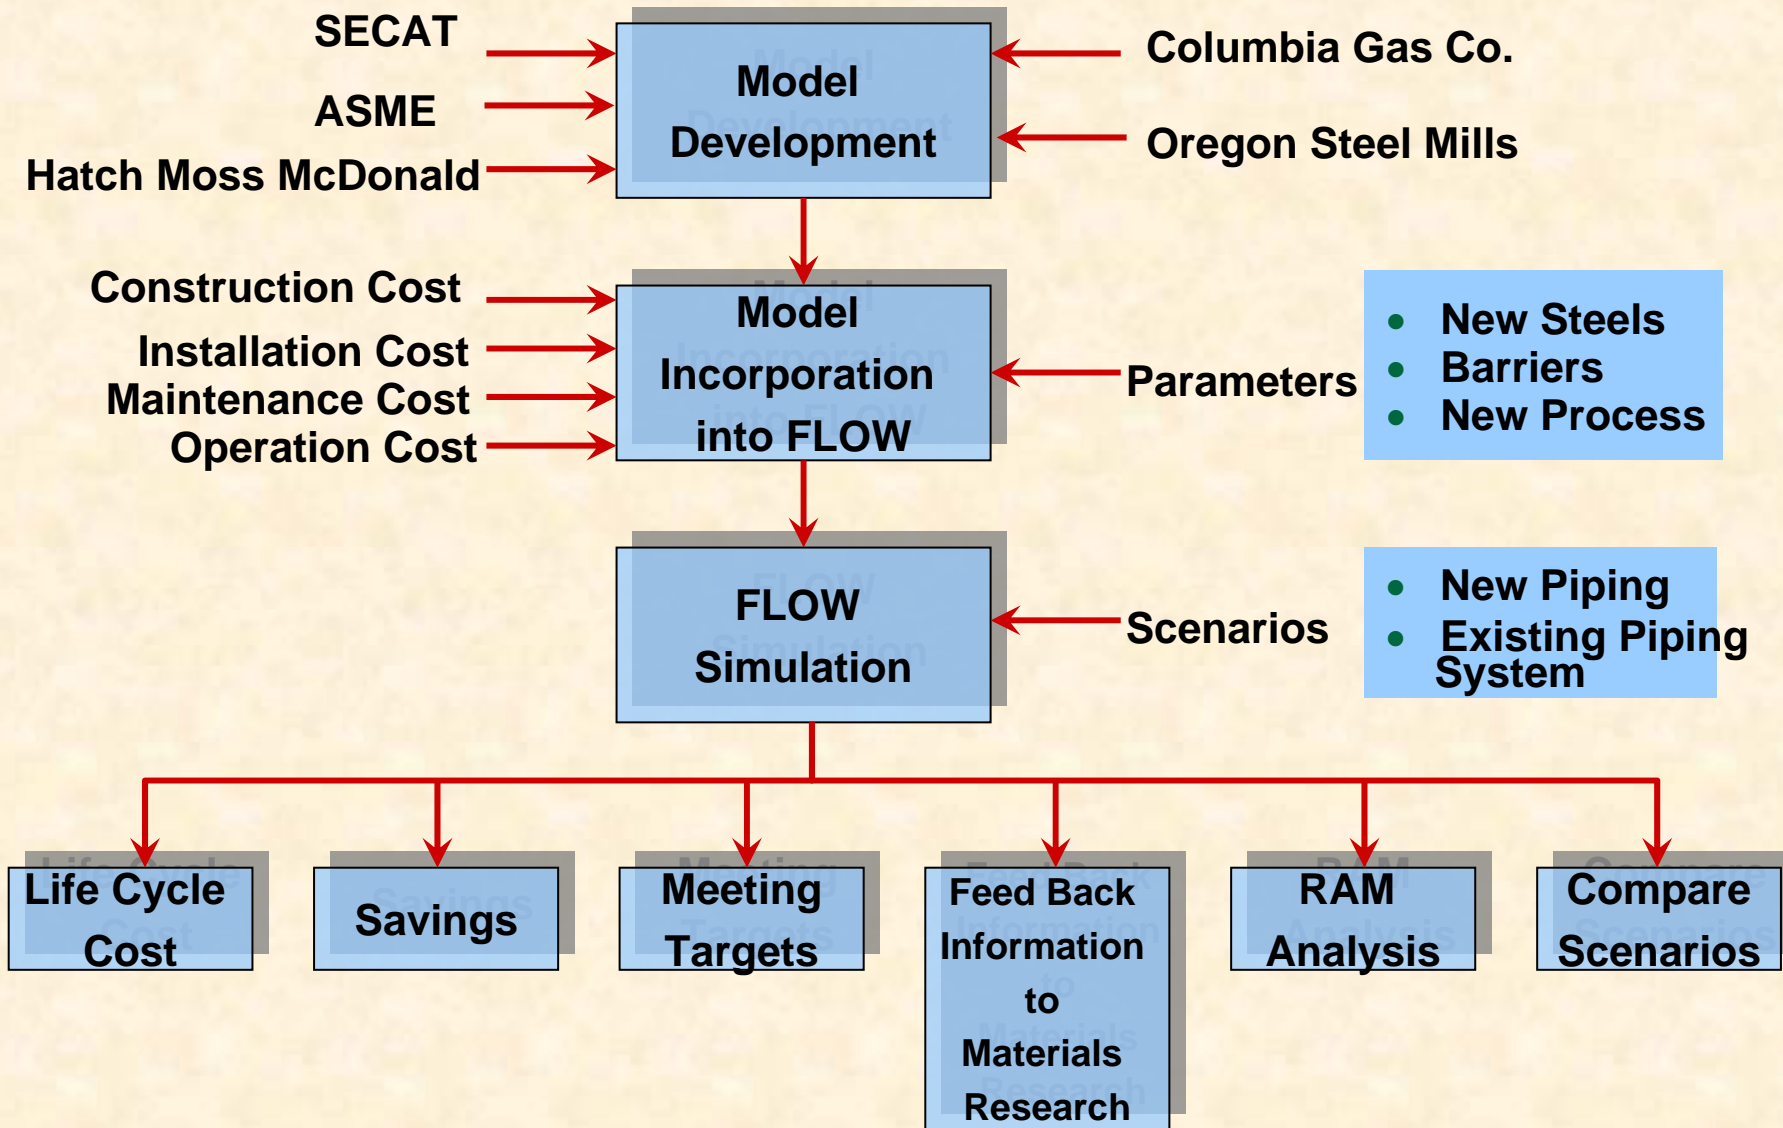 SECAT
ASME
Hatch Moss McDonald
Model
Development
Columbia Gas Co.
Oregon Steel Mills
Construction Cost
Installation Cost
Maintenance Cost
Operation Cost
Model
Incorporation
into FLOW
Parameters
• New Steels
• Barriers
• New Process
FLOW
Simulation
Scenarios
• New Piping
• Existing Piping
System
Life Cycle
Cost
Savings
Meeting
Targets
Feed Back
Information
to
Materials
Research
RAM
Analysis
Compare
Scenarios